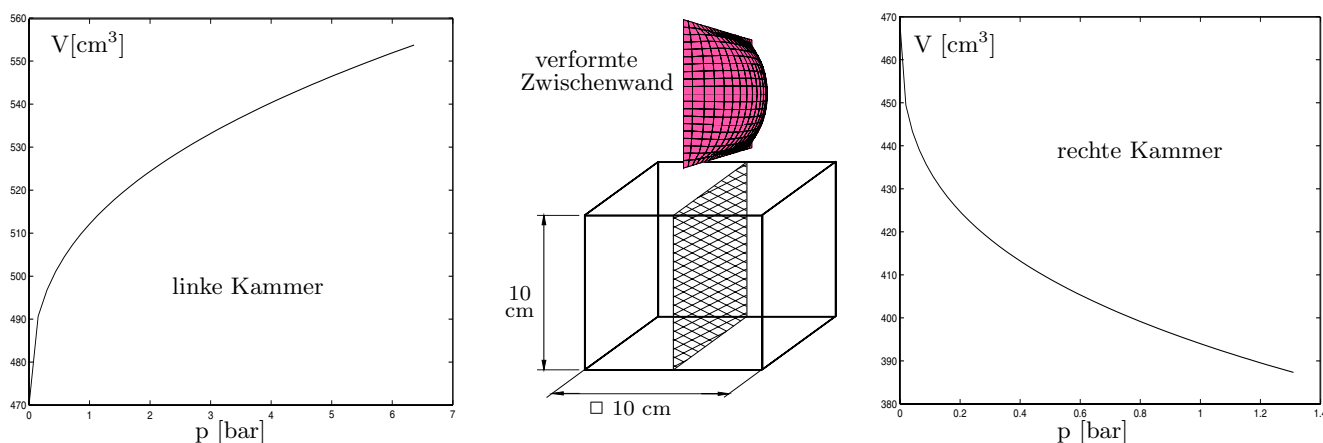 560
550
540
530
520
510
500
490
480
470
V[cm³]
linke Kammer
0 1 2 3 4 5 6 7
p [bar]
verformte
Zwischenwand
10
cm
□ 10 cm
470
460
450
440
430
420
410
400
390
380
V [cm³]
rechte Kammer
0 0.2 0.4 0.6 0.8 1 1.2 1.4
p [bar]